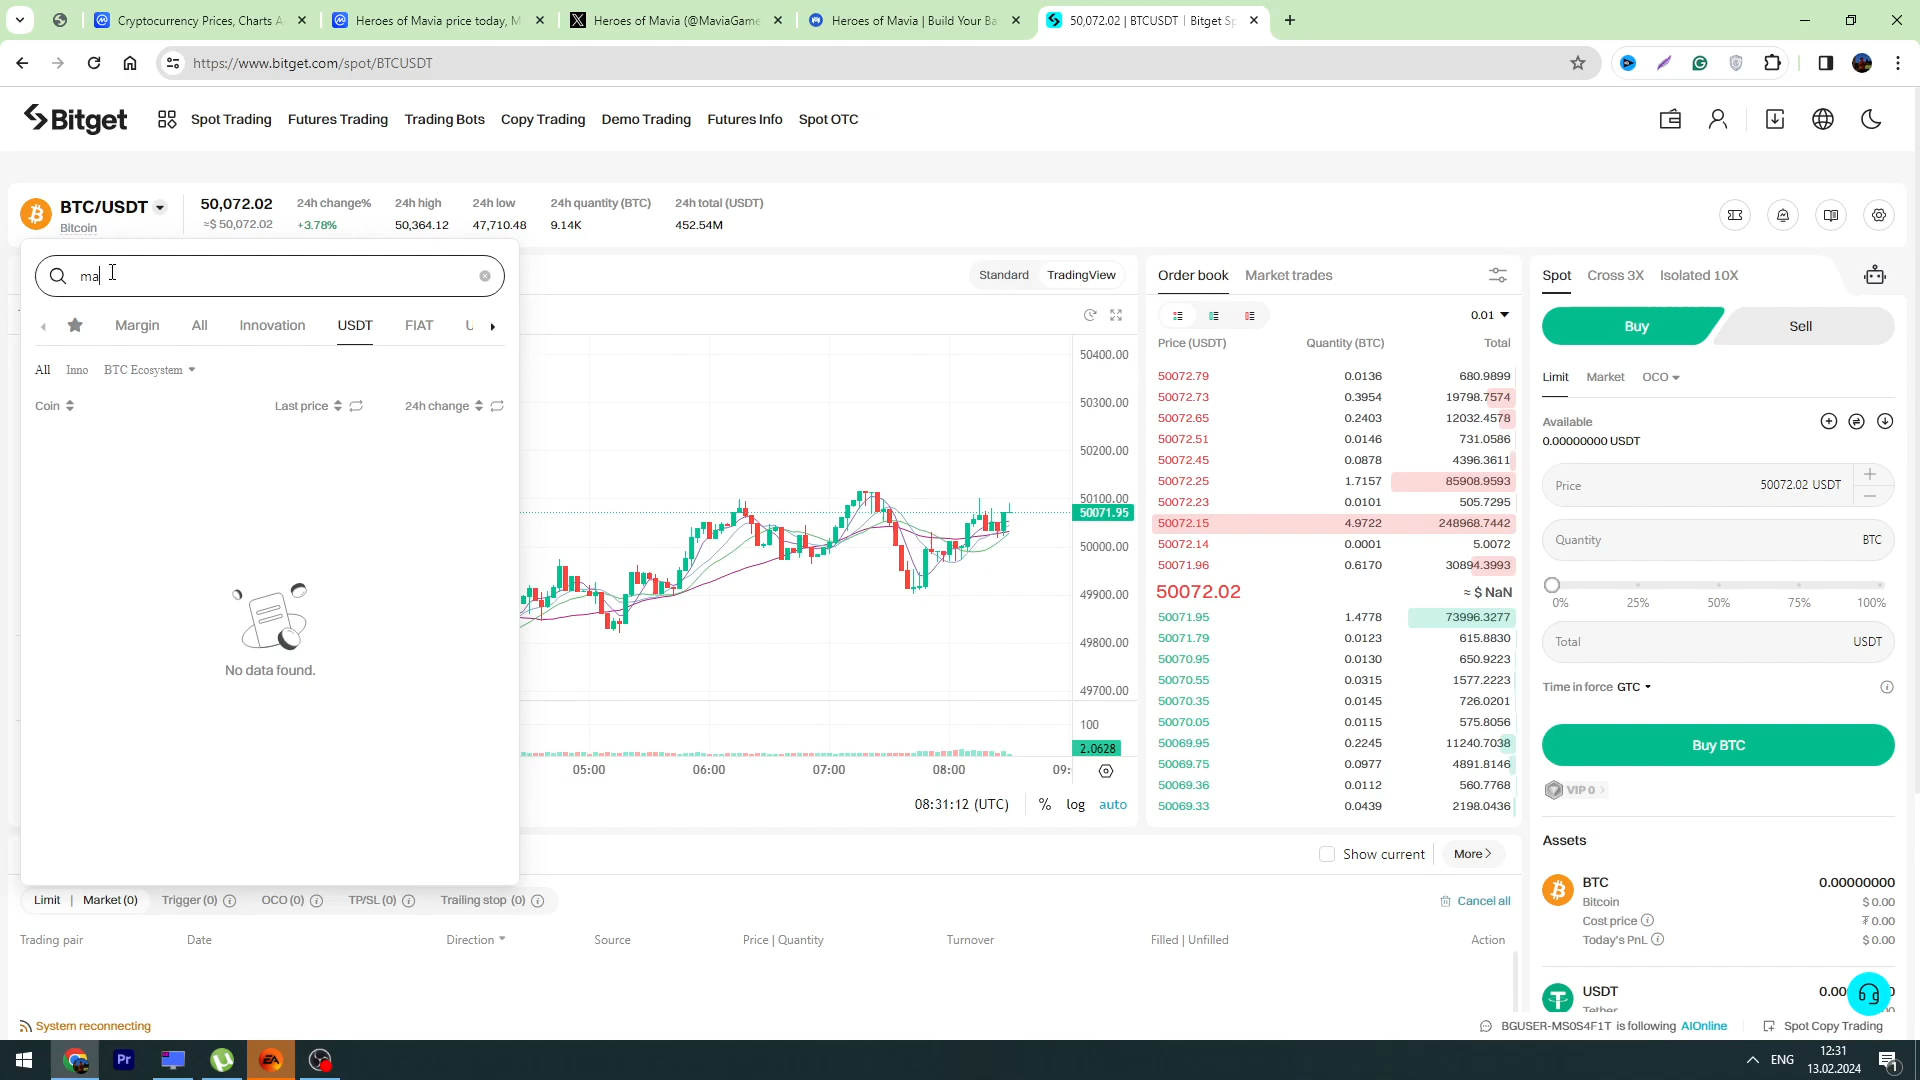 Cryptocurrency Prices, Charts A
Heroes of Mavia price today, M
Heroes of Mavia (@MaviaGame
Heroes of Mavia | Build Your Ba
50,072.02 | BTCUSDT | Bitget Sp
https://www.bitget.com/spot/BTCUSDT
Bitget
Spot Trading
Futures Trading
Trading Bots
Copy Trading
Demo Trading
Futures Info
Spot OTC
BTC/USDT
Bitcoin
50,072.02
≈$ 50,072.02
24h change%
+3.78%
24h high
50,364.12
24h low
47,710.48
24h quantity (BTC)
9.14K
24h total (USDT)
452.54M
ma
Margin
All
Innovation
USDT
FIAT
All
Inno
BTC Ecosystem
Coin
Last price
24h change
No data found.
Standard
TradingView
50400.00
50300.00
50200.00
50100.00
50071.95
50000.00
49900.00
49800.00
49700.00
100
2.0628
05:00
06:00
07:00
08:00
09:
08:31:12 (UTC)
%
log
auto
Order book
Market trades
0.01
Price (USDT)
Quantity (BTC)
Total
50072.79 0.0136 680.9899
50072.73 0.3954 19798.7574
50072.65 0.2403 12032.4578
50072.51 0.0146 731.0586
50072.45 0.0878 4396.3611
50072.25 1.7157 85908.9593
50072.23 0.0101 505.7295
50072.15 4.9722 248968.7442
50072.14 0.0001 5.0072
50071.96 0.6170 30894.3993
50072.02 ≈ $ NaN
50071.95 1.4778 73996.3277
50071.79 0.0123 615.8830
50070.95 0.0130 650.9223
50070.55 0.0315 1577.2223
50070.35 0.0145 726.0201
50070.05 0.0115 575.8056
50069.95 0.2245 11240.7038
50069.75 0.0977 4891.8146
50069.36 0.0112 560.7768
50069.33 0.0439 2198.0436
Spot
Cross 3X
Isolated 10X
Buy
Sell
Limit
Market
OCO
Available
0.00000000 USDT
Price
50072.02 USDT
Quantity
BTC
0%
25%
50%
75%
100%
Total
USDT
Time in force GTC
Buy BTC
VIP 0
Assets
BTC
0.00000000
Bitcoin
$ 0.00
Cost price
₮ 0.00
Today's PnL
$ 0.00
USDT
Show current
More
Limit | Market (0)
Trigger (0)
OCO (0)
TP/SL (0)
Trailing stop (0)
Cancel all
Trading pair
Date
Direction
Source
Price | Quantity
Turnover
Filled | Unfilled
Action
System reconnecting
BGUSER-MS0S4F1T is following AIOnline
Spot Copy Trading
Pr
EA
ENG
12:31
13.02.2024
1